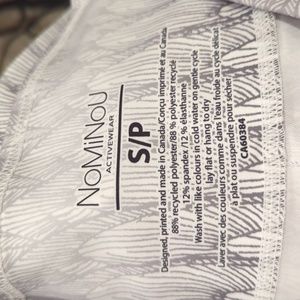 NoMiNoU
ACTIVEWEAR
S/P
Designed, printed and made in Canada/Conçu imprimé et au Canada
88% recycled polyester/88 % polyester recyclé
12% spandex /12 % élasthanne
Wash with like colours in cold water on gentle cycle
lay flat or hang to dry
Laver avec des couleurs comme dans l'eau froide au cycle délicat
à plat ou suspendre pour sécher
CA60384